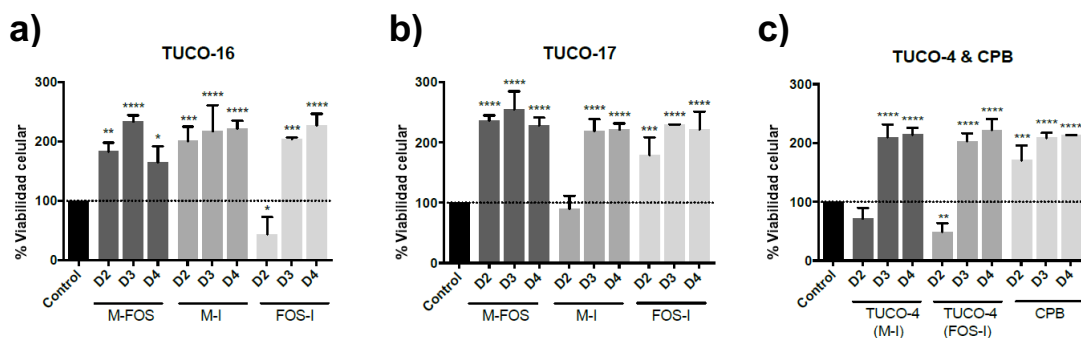 a)
TUCO-16
% Viabilidad celular
300
200
100
0
** **** * *** **** **** * *** ****
Control D2 D3 D4 D2 D3 D4 D2 D3 D4
M-FOS M-I FOS-I
b)
TUCO-17
% Viabilidad celular
300
200
100
0
**** **** **** **** **** *** **** ****
Control D2 D3 D4 D2 D3 D4 D2 D3 D4
M-FOS M-I FOS-I
c)
TUCO-4 & CPB
% Viabilidad celular
300
200
100
0
**** **** ** **** **** *** **** ****
Control D2 D3 D4 D2 D3 D4 D2 D3 D4
TUCO-4 TUCO-4 CPB
(M-I) (FOS-I)